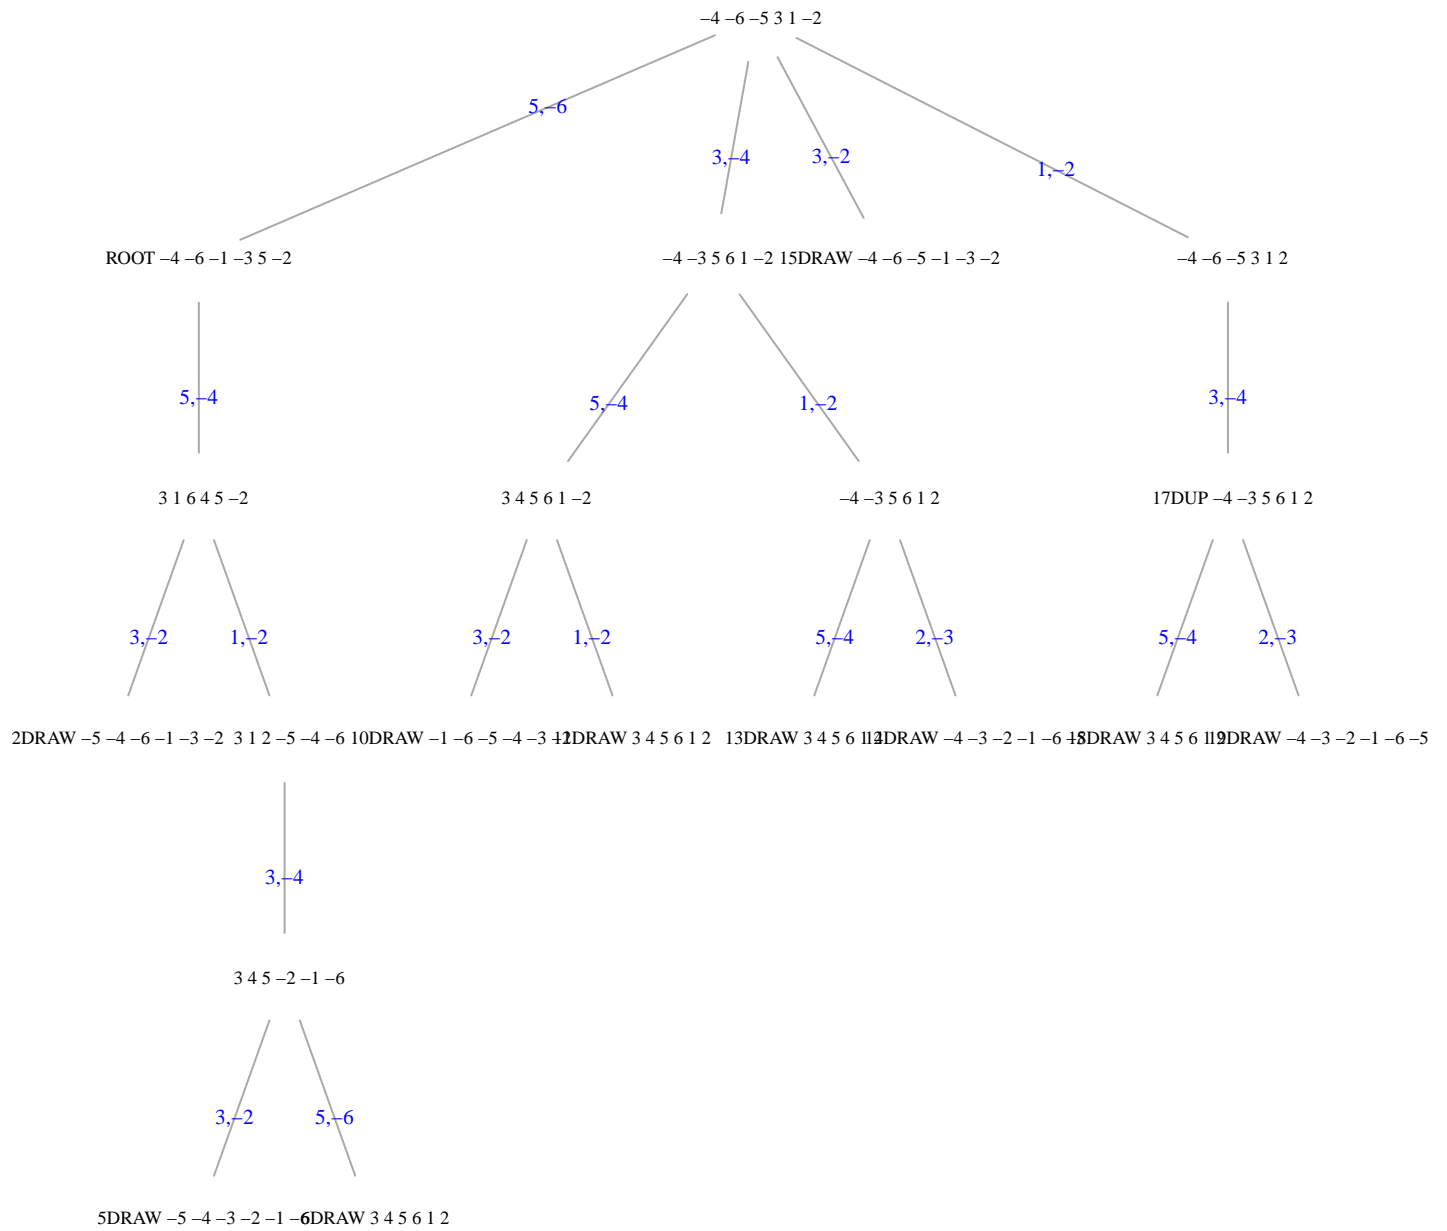 –4 –6 –5 3 1 –2
5,–6
3,–4 3,–2
1,–2
ROOT –4 –6 –1 –3 5 –2 –4 –3 5 6 1 –2 15DRAW –4 –6 –5 –1 –3 –2 –4 –6 –5 3 1 2
5,–4 5,–4 1,–2 3,–4
3 1 6 4 5 –2 3 4 5 6 1 –2 –4 –3 5 6 1 2 17DUP –4 –3 5 6 1 2
3,–2 1,–2 3,–2 1,–2 5,–4 2,–3 5,–4 2,–3
2DRAW –5 –4 –6 –1 –3 –2 3 1 2 –5 –4 –6 10DRAW –1 –6 –5 –4 –3 DRAW 3 4 5 6 1 2 13DRAW 3 4 5 6 1 DRAW –4 –3 –2 –1 –6 DRAW 3 4 5 6 1 DRAW –4 –3 –2 –1 –6 –5
3,–4
3 4 5 –2 –1 –6
3,–2 5,–6
5DRAW –5 –4 –3 –2 –1 DRAW 3 4 5 6 1 2